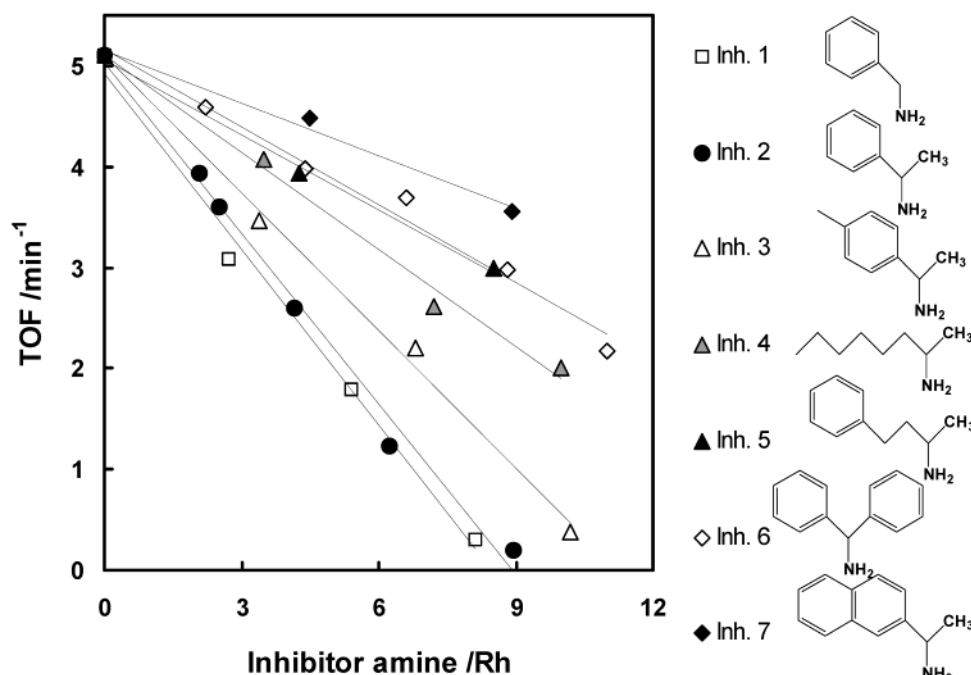 TOF /min-1
5
4
3
2
1
0
0 3 6 9 12
Inhibitor amine /Rh
Inh. 1
NH2
Inh. 2
CH3
NH2
Inh. 3
CH3
NH2
Inh. 4
CH3
NH2
Inh. 5
CH3
NH2
Inh. 6
NH2
Inh. 7
CH3
NH2